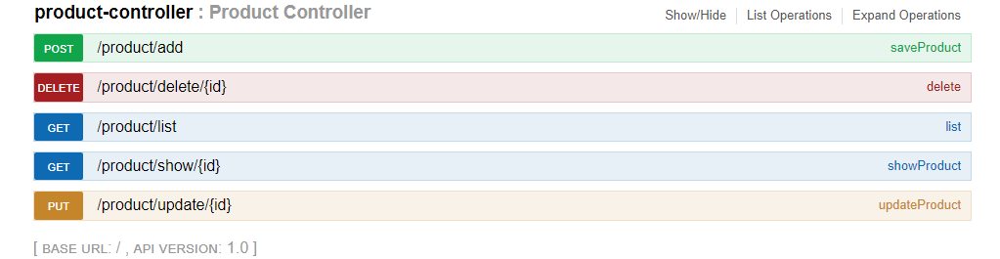 product-controller : Product Controller Show/Hide List Operations Expand Operations
POST /product/add saveProduct
DELETE /product/delete/{id} delete
GET /product/list list
GET /product/show/{id} showProduct
PUT /product/update/{id} updateProduct
[ BASE URL: / , API VERSION: 1.0 ]